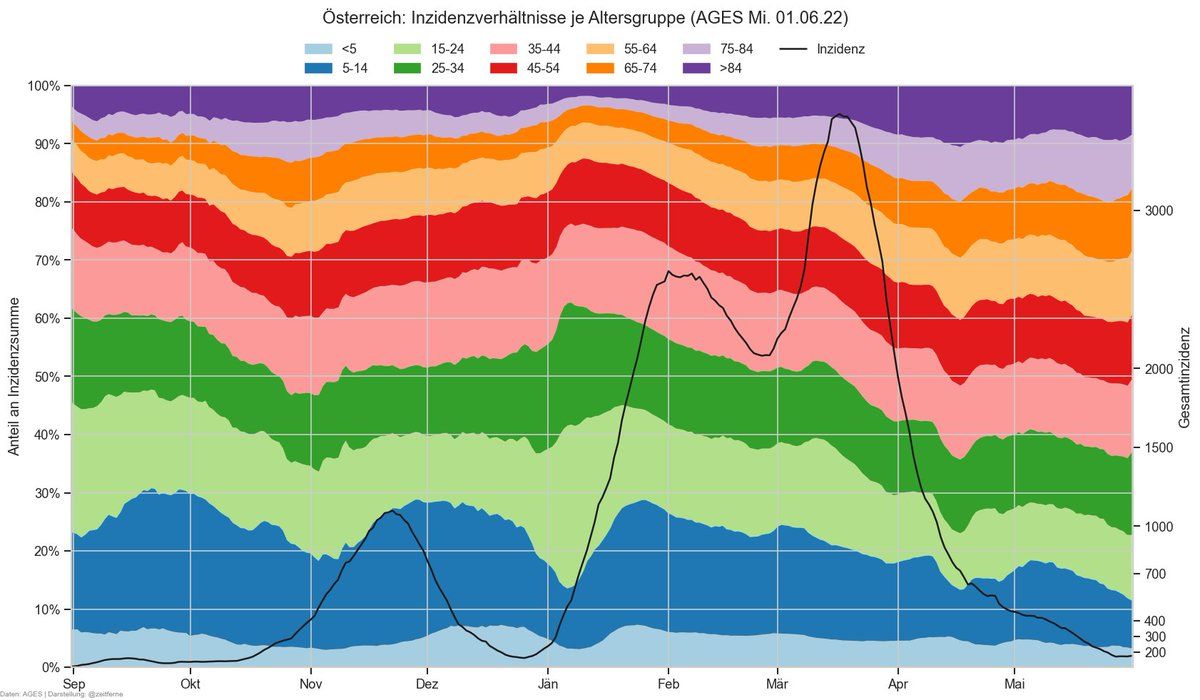 Österreich: Inzidenzverhältnisse je Altersgruppe (AGES Mi. 01.06.22)
<5 15-24 35-44 55-64 75-84 Inzidenz
5-14 25-34 45-54 65-74 >84
Anteil an Inzidenzsumme
100%
90%
80%
70%
60%
50%
40%
30%
20%
10%
0%
3000
2000
1500
1000
700
400
300
200
Gesamtinzidenz
Sep Okt Nov Dez Jän Feb Mär Apr Mai
Daten: AGES | Darstellung: @zeitferne